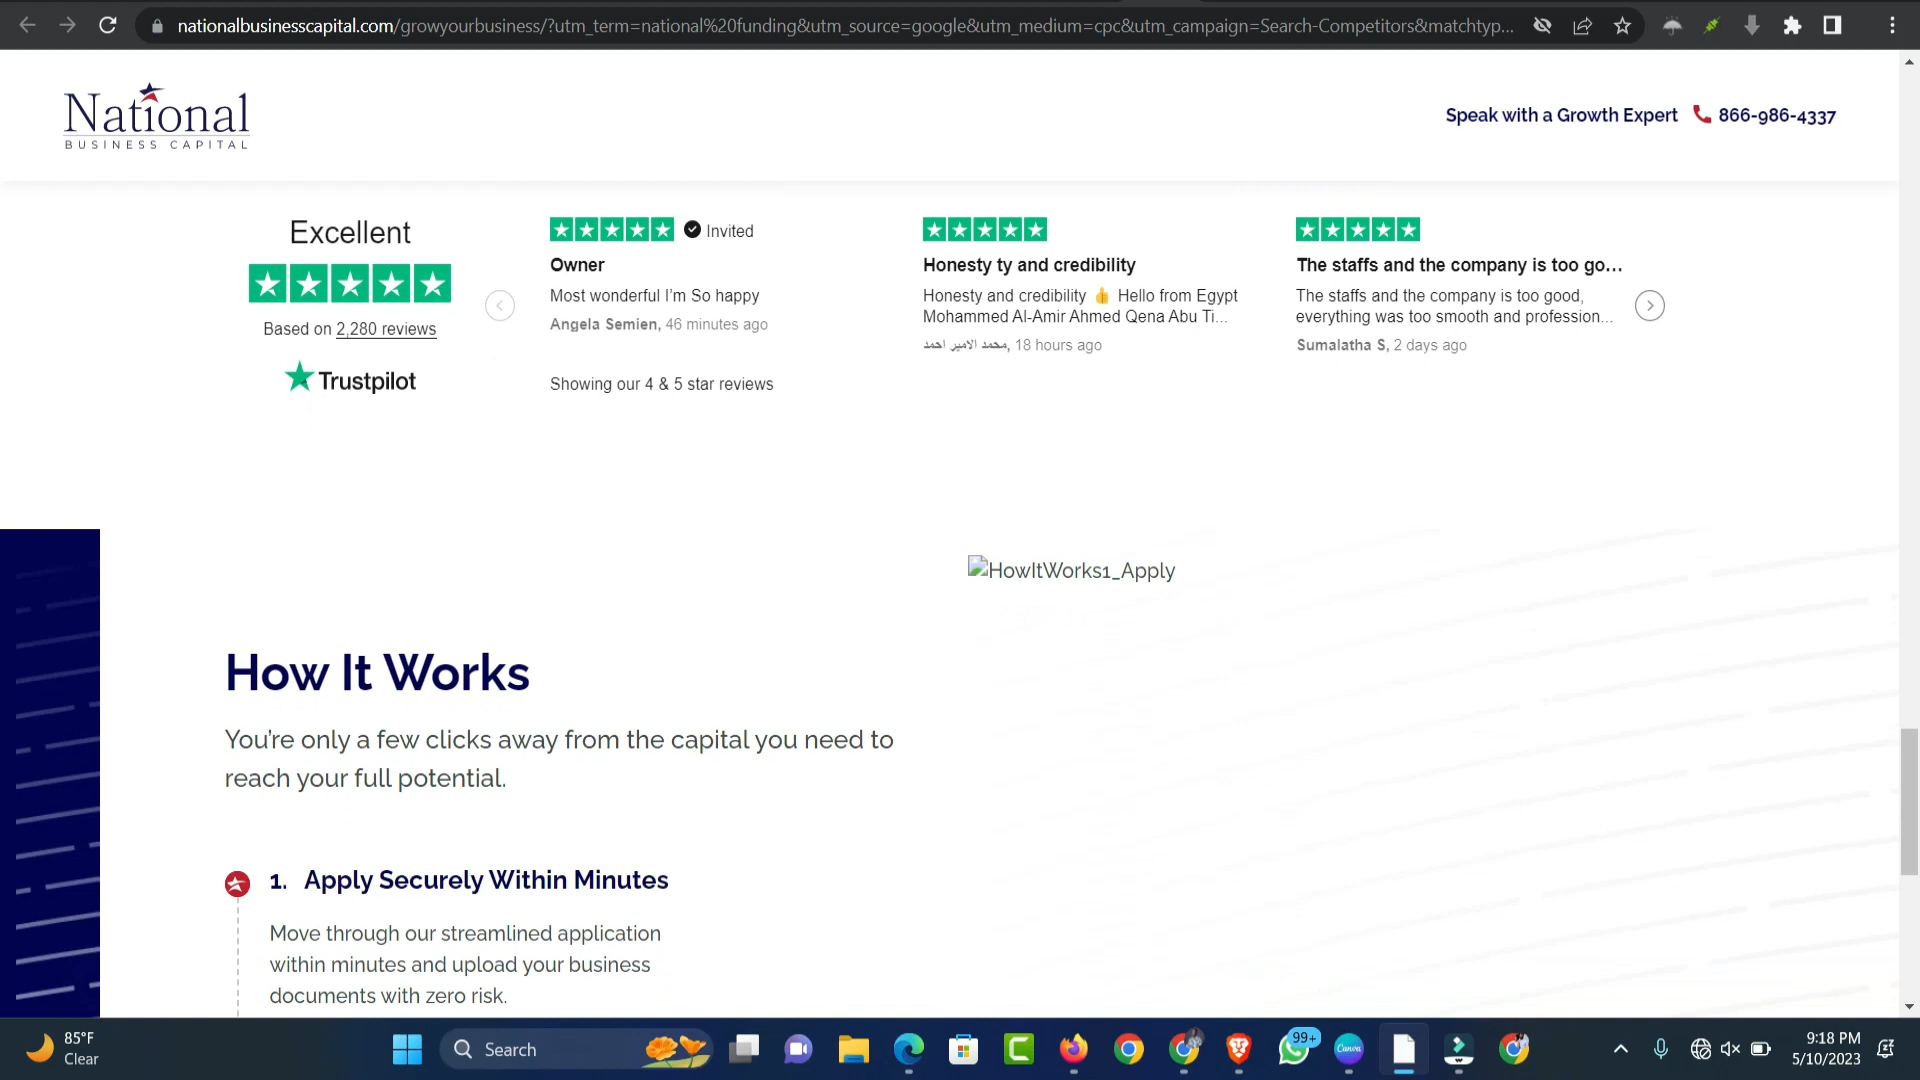 nationalbusinesscapital.com/growyourbusiness/?utm_term=national%20funding&utm_source=google&utm_medium=cpc&utm_campaign=Search-Competitors&matchtyp...
National
BUSINESS CAPITAL
Speak with a Growth Expert 866-986-4337
Excellent
Based on 2,280 reviews
Trustpilot
Invited
Owner
Most wonderful I'm So happy
Angela Semien, 46 minutes ago
Showing our 4 & 5 star reviews
Honesty ty and credibility
Honesty and credibility 👍 Hello from Egypt
Mohammed Al-Amir Ahmed Qena Abu Ti...
محمد الامير احمد, 18 hours ago
The staffs and the company is too go...
The staffs and the company is too good,
everything was too smooth and profession...
Sumalatha S, 2 days ago
HowItWorks1_Apply
How It Works
You're only a few clicks away from the capital you need to
reach your full potential.
1. Apply Securely Within Minutes
Move through our streamlined application
within minutes and upload your business
documents with zero risk.
85°F
Clear
Search
99+
Canva
9:18 PM
5/10/2023